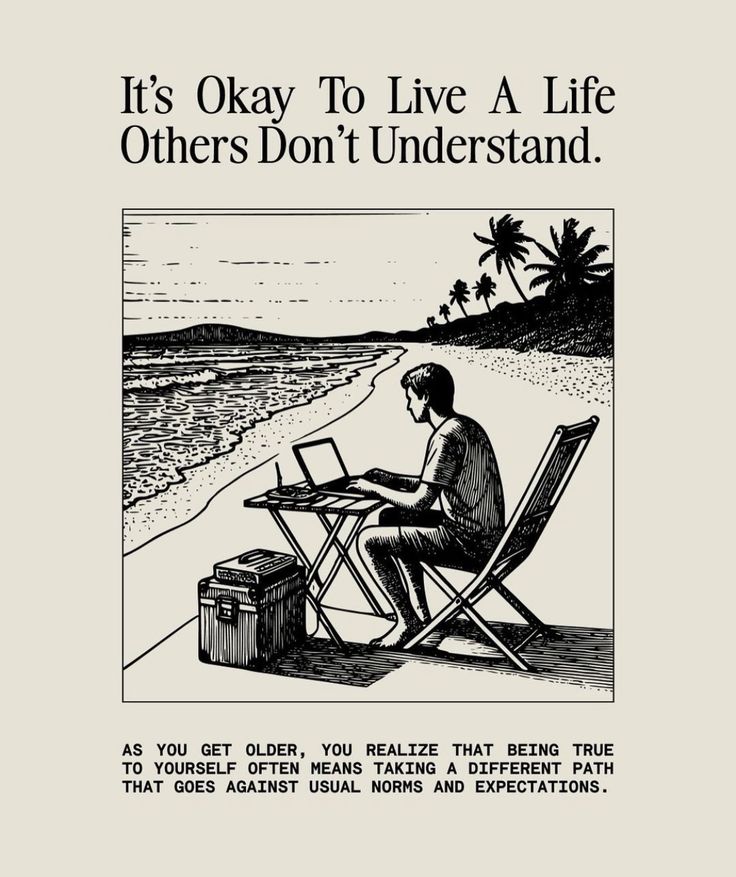 It’s Okay To Live A Life
Others Don’t Understand.
AS YOU GET OLDER, YOU REALIZE THAT BEING TRUE
TO YOURSELF OFTEN MEANS TAKING A DIFFERENT PATH
THAT GOES AGAINST USUAL NORMS AND EXPECTATIONS.